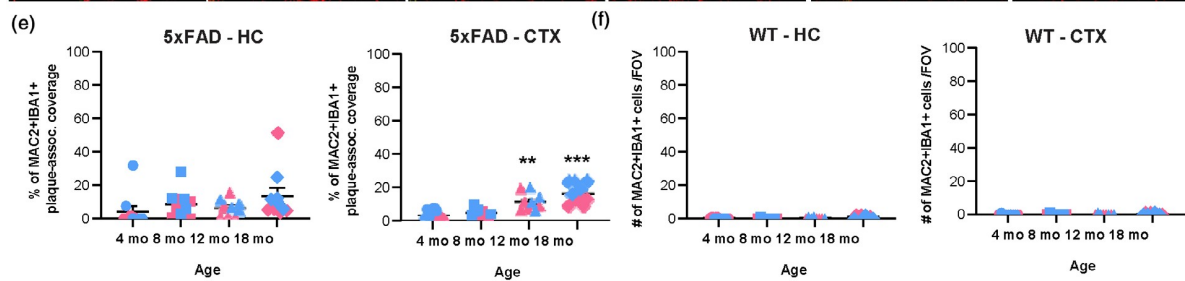 (e)
5xFAD - HC
% of MAC2+IBA1+
plaque-assoc. coverage
100
80
60
40
20
0
4 mo 8 mo 12 mo 18 mo
Age
5xFAD - CTX
% of MAC2+IBA1+
plaque-assoc. coverage
100
80
60
40
20
0
**
***
4 mo 8 mo 12 mo 18 mo
Age
(f)
WT - HC
# of MAC2+IBA1+ cells /FOV
100
80
60
40
20
0
4 mo 8 mo 12 mo 18 mo
Age
WT - CTX
# of MAC2+IBA1+ cells /FOV
100
80
60
40
20
0
4 mo 8 mo 12 mo 18 mo
Age